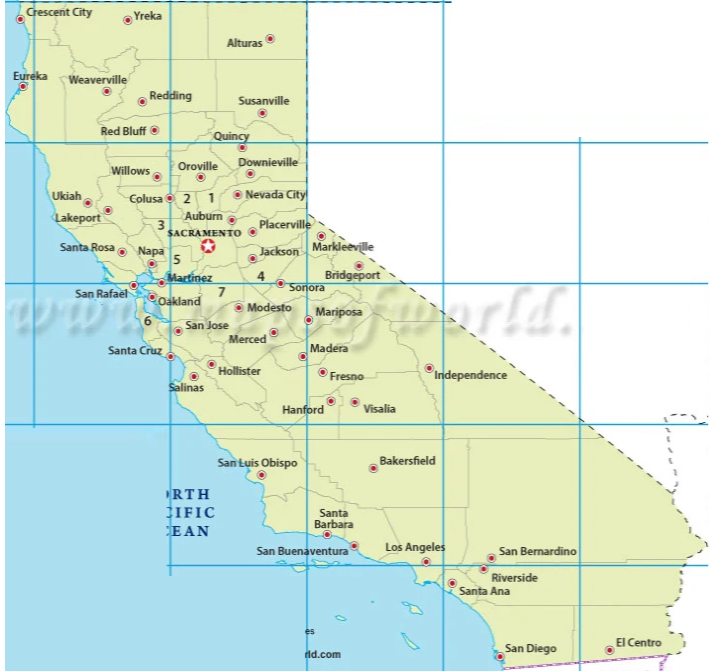 Crescent City
Yreka
Alturas
Eureka
Weaverville
Redding
Susanville
Red Bluff
Quincy
Willows
Oroville
Downieville
Ukiah
Colusa
2
1
Nevada City
Lakeport
Auburn
3
SACRAMENTO
Placerville
Santa Rosa
Napa
5
Jackson
Markleeville
Martinez
4
Bridgeport
San Rafael
Oakland
7
Sonora
www.
ofworld.
6
San Jose
Modesto
Mariposa
Merced
Santa Cruz
Madera
Hollister
Fresno
Independence
Salinas
Hanford
Visalia
San Luis Obispo
Bakersfield
RTH
CIFIC
EAN
Santa
Barbara
San Buenaventura
Los Angeles
San Bernardino
Riverside
Santa Ana
es
rld.com
San Diego
El Centro